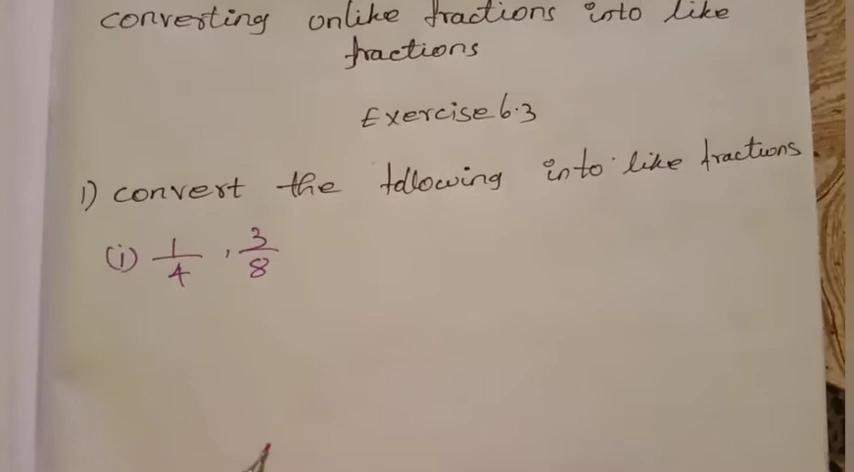 converting unlike fractions into like
fractions
Exercise 6.3
1) convert the following into like fractions
(i) 1/4 , 3/8